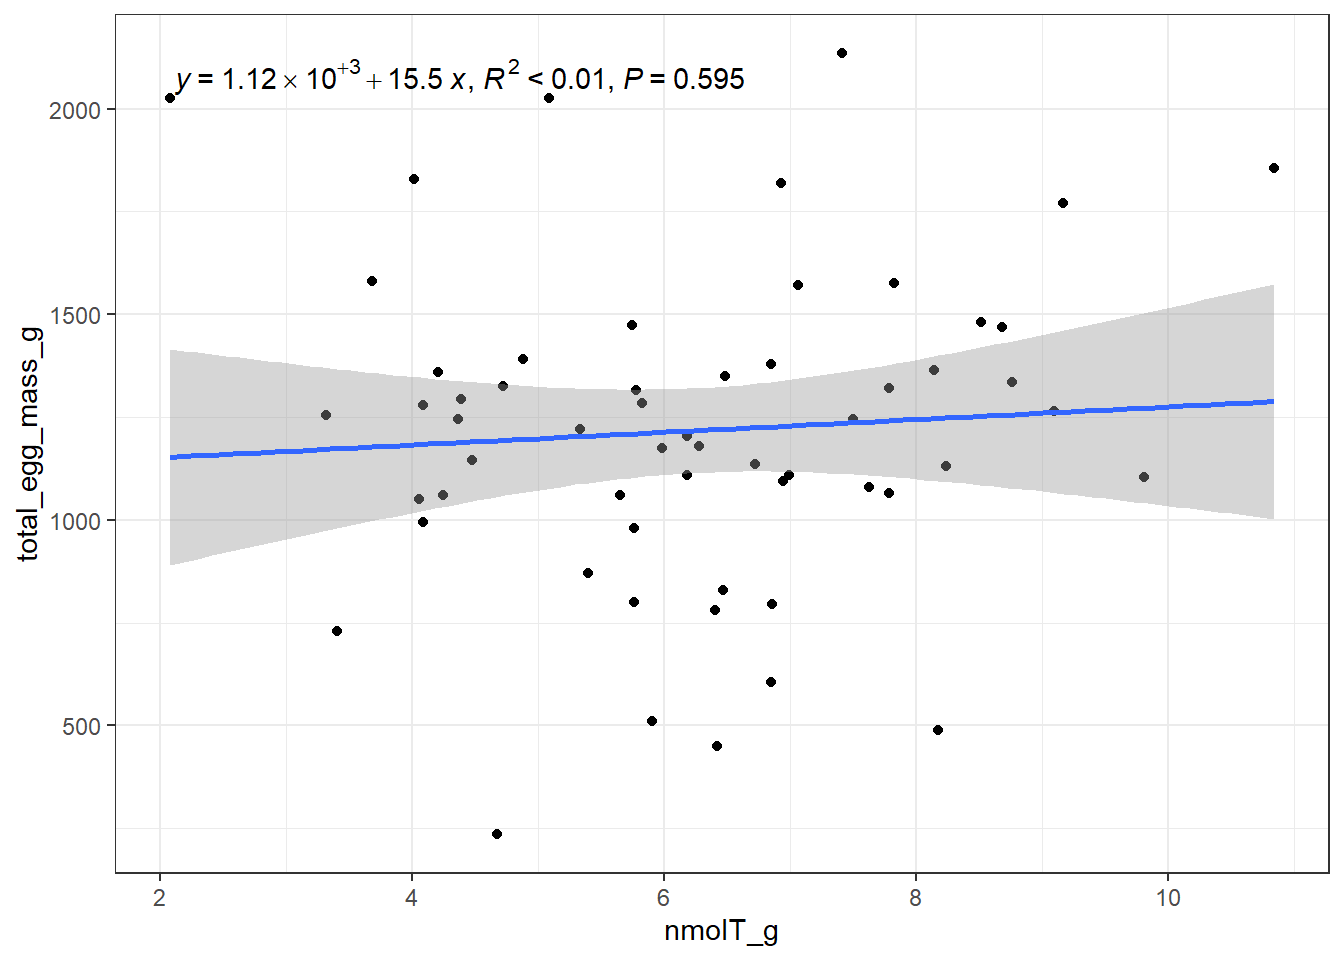 y = 1.12 × 10⁺³ + 15.5 x, R² < 0.01, P = 0.595
2000
1500
1000
500
total_egg_mass_g
2 4 6 8 10
nmolT_g